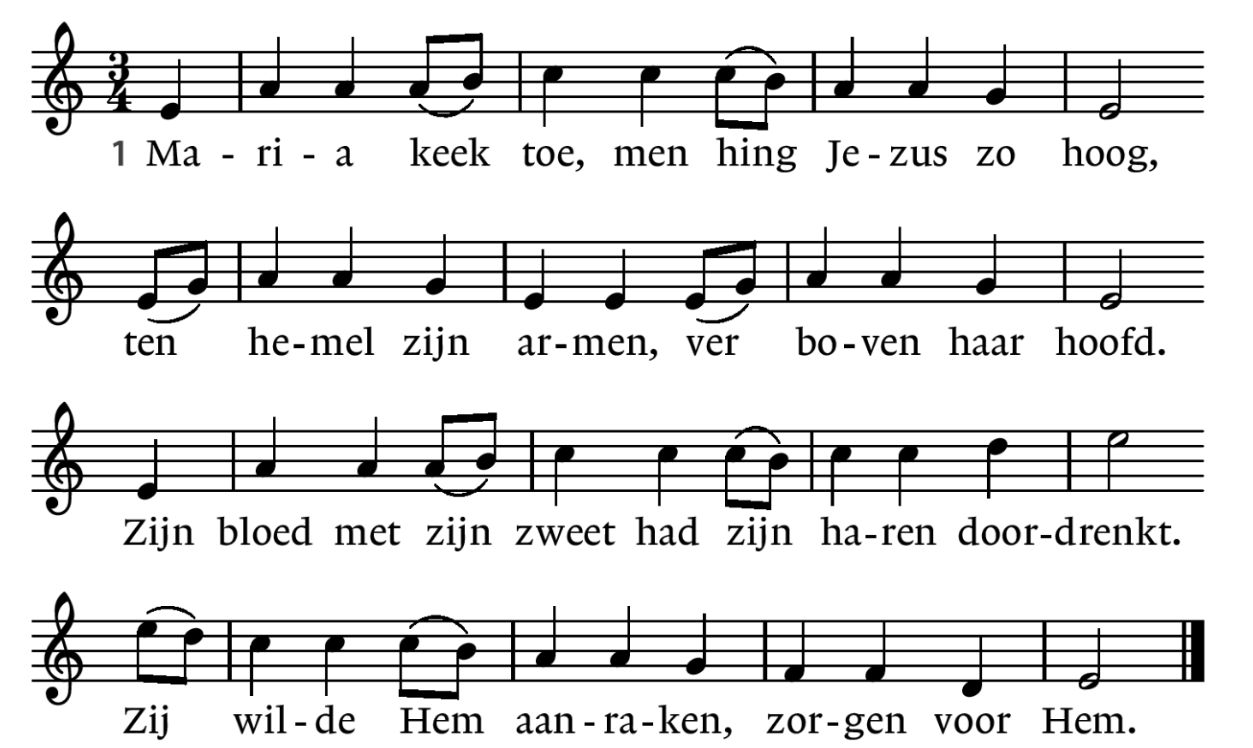 3
4
1 Ma - ri - a keek toe, men hing Je - zus zo hoog,
ten he - mel zijn ar - men, ver bo - ven haar hoofd.
Zijn bloed met zijn zweet had zijn ha - ren door - drenkt.
Zij wil - de Hem aan - ra - ken, zor - gen voor Hem.